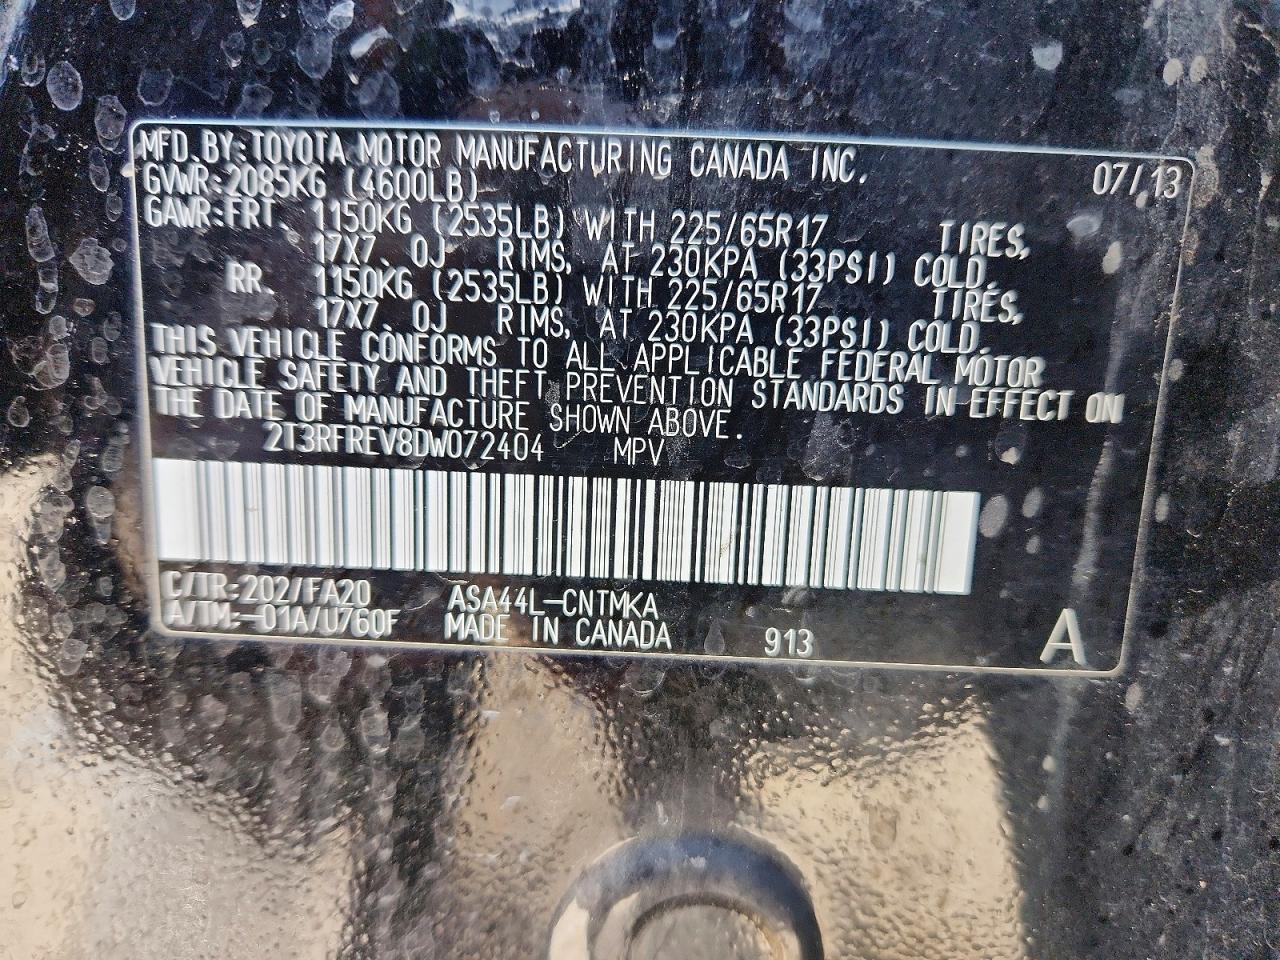 MFD. BY: TOYOTA MOTOR MANUFACTURING CANADA INC. 07/13
GVWR: 2085KG (4600LB)
GAWR: FRT. 1150KG (2535LB) WITH 225/65R17 TIRES,
17X7.0J RIMS, AT 230KPA (33PSI) COLD.
RR. 1150KG (2535LB) WITH 225/65R17 TIRES,
17X7.0J RIMS, AT 230KPA (33PSI) COLD.
THIS VEHICLE CONFORMS TO ALL APPLICABLE FEDERAL MOTOR
VEHICLE SAFETY AND THEFT PREVENTION STANDARDS IN EFFECT ON
THE DATE OF MANUFACTURE SHOWN ABOVE.
2T3RFREV8DW072404 MPV
C/TR: 202/FA20 ASA44L-CNTMKA
A/TM: -01A/U760F MADE IN CANADA 913 A